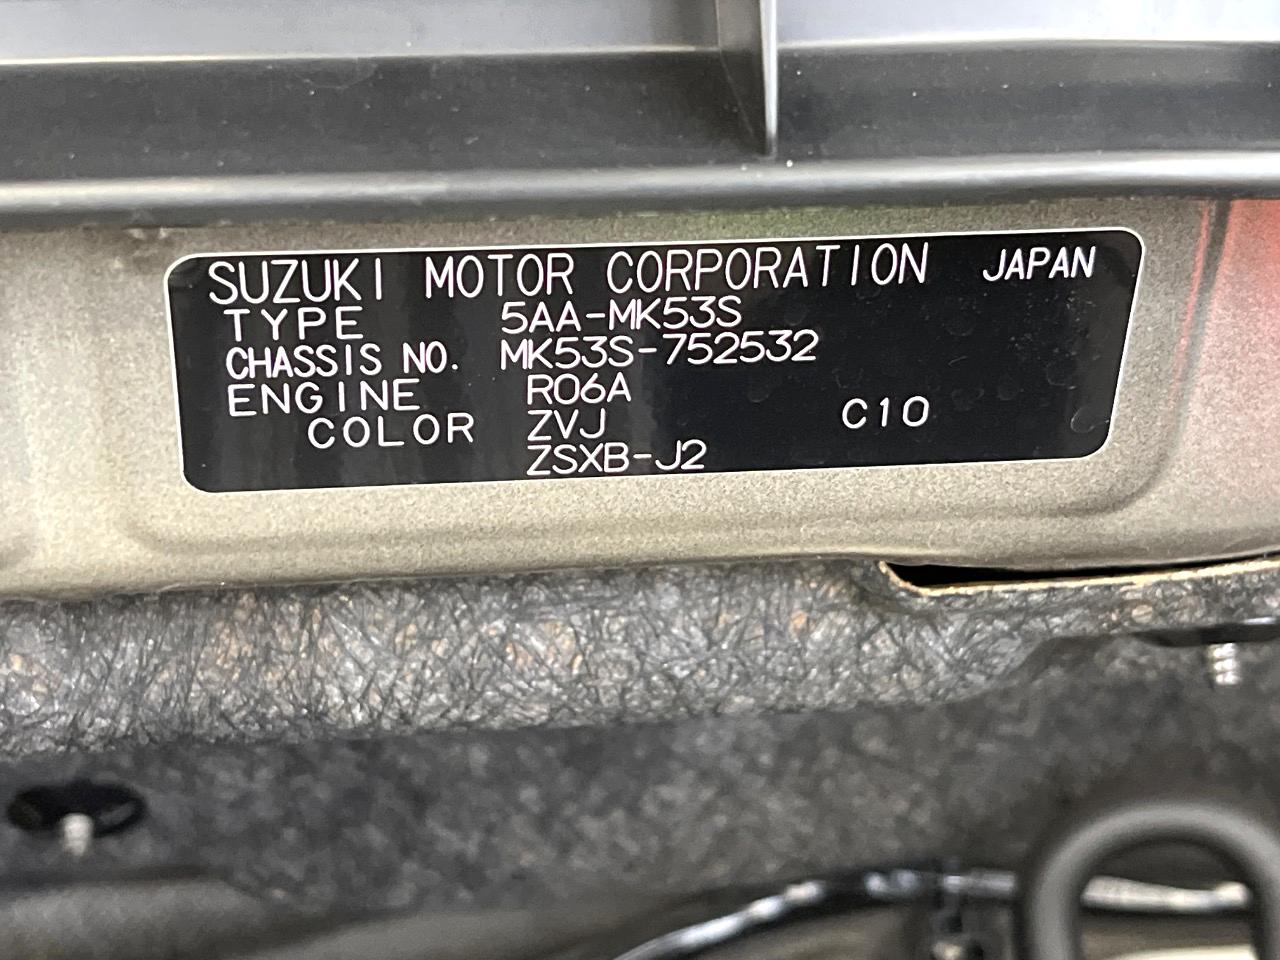 SUZUKI MOTOR CORPORATION JAPAN
TYPE 5AA-MK53S
CHASSIS NO. MK53S-752532
ENGINE R06A
COLOR ZVJ C10
ZSXB-J2